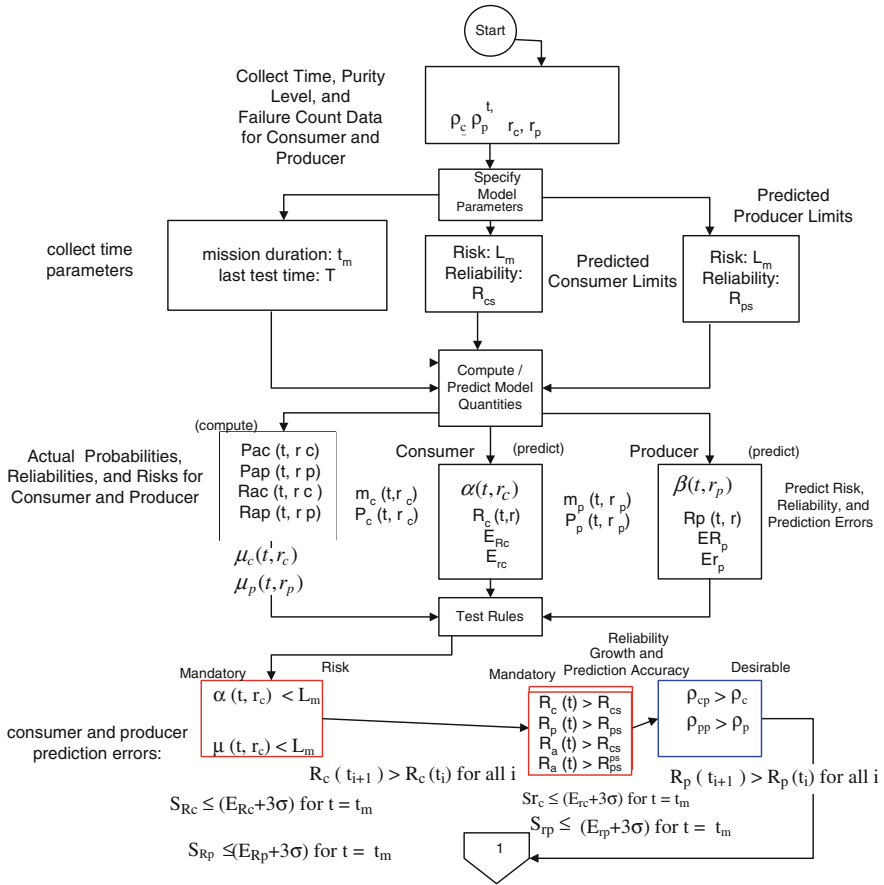 Start
Collect Time, Purity
Level, and
Failure Count Data
for Consumer and
Producer
t,
ρc ρp rc, rp
Specify
Model
Parameters
Predicted
Producer Limits
collect time
parameters
mission duration: tm
last test time: T
Risk: Lm
Reliability:
Rcs
Predicted
Consumer Limits
Risk: Lm
Reliability:
Rps
Compute /
Predict Model
Quantities
(compute)
Actual Probabilities,
Reliabilities, and Risks for
Consumer and Producer
Pac (t, r c)
Pap (t, r p)
Rac (t, r c )
Rap (t, r p)
μc(t,rc)
μp(t,rp)
Consumer
(predict)
mc (t,r c)
Pc (t, r c)
α(t,rc)
Rc (t,r)
ERc
Erc
Producer
(predict)
mp (t, r p)
Pp (t, r p)
β(t,rp)
Rp (t, r)
ERp
Erp
Predict Risk,
Reliability, and
Prediction Errors
Test Rules
Mandatory
Risk
α (t, rc) < Lm
μ (t, rc) < Lm
Reliability
Growth and
Mandatory Prediction Accuracy
Rc (t) > Rcs
Rp (t) > Rps
Ra (t) > Rcs
Ra (t) > Rps ps
Desirable
ρcp > ρc
ρpp > ρp
consumer and producer
prediction errors:
Rc ( ti+1) > Rc (ti) for all i
Rp ( ti+1) > Rp (ti) for all i
SRc ≤ (ERc+3σ) for t = tm
Src ≤ (Erc+3σ) for t = tm
SRp ≤(ERp+3σ) for t = tm
Srp ≤ (Erp+3σ) for t = tm
1